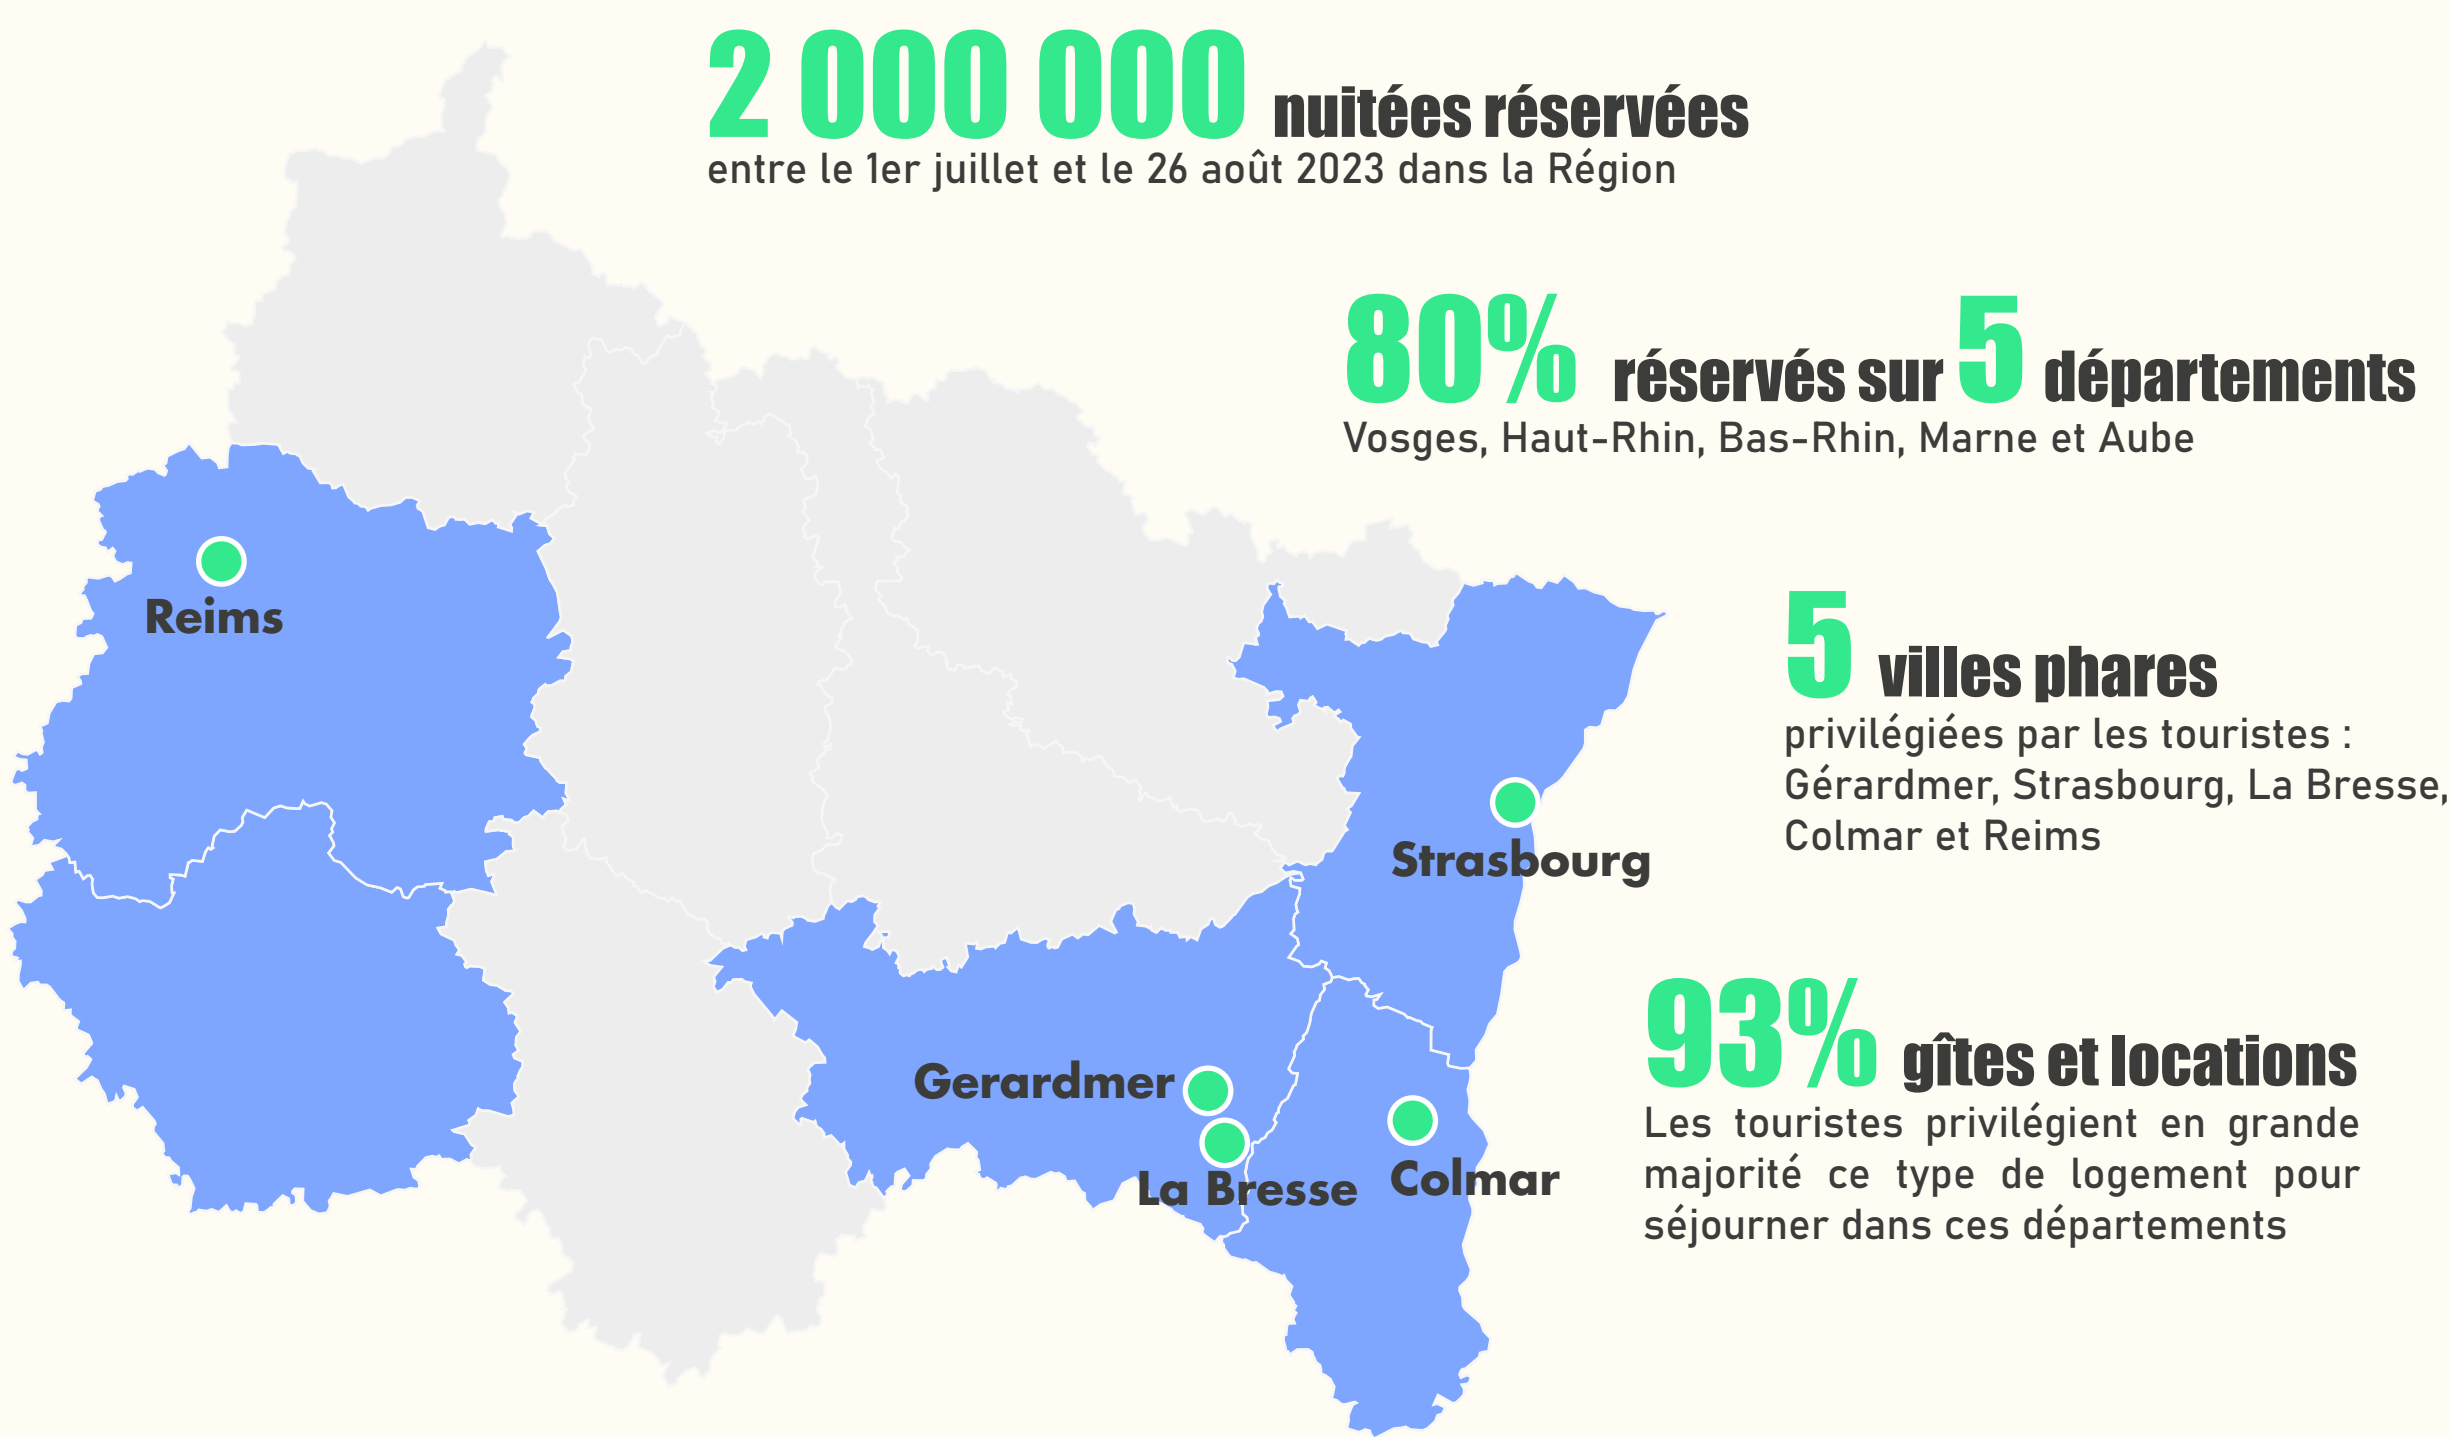 2 000 000 nuitées réservées
entre le 1er juillet et le 26 août 2023 dans la Région
80% réservés sur 5 départements
Vosges, Haut-Rhin, Bas-Rhin, Marne et Aube
Reims
5 villes phares
privilégiées par les touristes :
Gérardmer, Strasbourg, La Bresse,
Colmar et Reims
Strasbourg
93% gîtes et locations
Les touristes privilégient en grande
majorité ce type de logement pour
séjourner dans ces départements
Gerardmer
La Bresse
Colmar